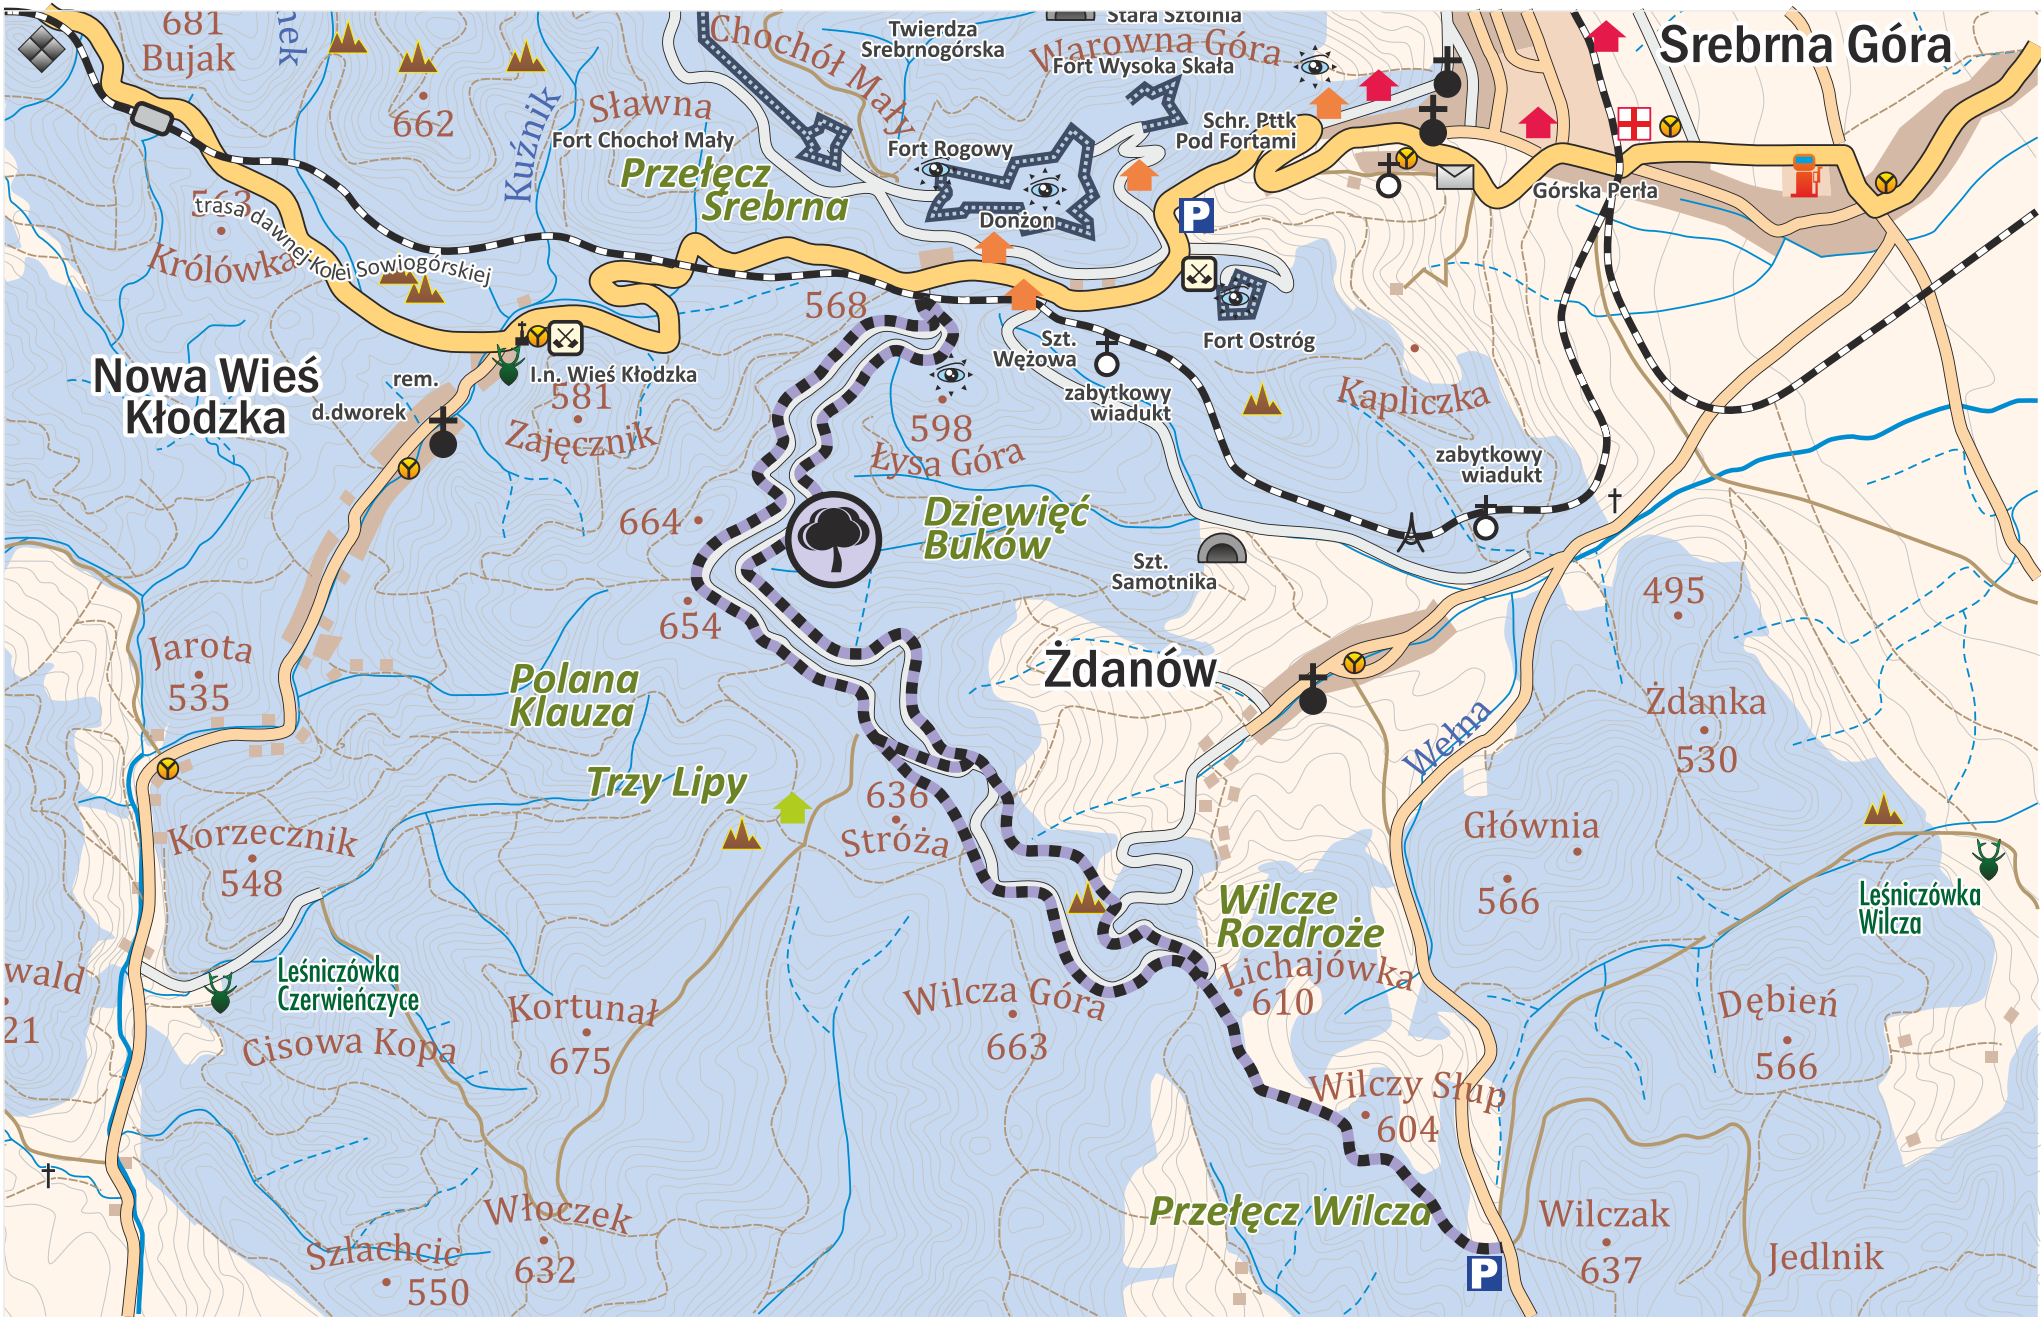 681
Bujak
662
Kuźnik
Sławna
Fort Chochoł Mały
Chochół Mały
Twierdza
Srebrnogórska
Stara Sztolnia
Warowna Góra
Fort Wysoka Skała
Srebrna Góra
Schr. Pttk
Pod Fortami
Fort Rogowy
Donżon
Przełęcz
Srebrna
P
Górska Perła
563
trasa dawnej kolei Sowiogórskiej
Królówka
568
Szt.
Wężowa
Fort Ostróg
Nowa Wieś
Kłodzka
rem.
d.dworek
I.n. Wieś Kłodzka
581
Zajęcznik
598
Łysa Góra
zabytkowy
wiadukt
Kapliczka
zabytkowy
wiadukt
664
Dziewięć
Buków
Szt.
Samotnika
495
654
Jarota
535
Polana
Klauza
Żdanów
Żdanka
530
Wełna
Trzy Lipy
636
Stróża
Korzecznik
548
Głównia
566
Leśniczówka
Wilcza
Wilcze
Rozdroże
Lichajówka
610
wald
21
Leśniczówka
Czerwieńczyce
Cisowa Kopa
Kortunał
675
Wilcza Góra
663
Dębień
566
Wilczy Słup
604
Włoczek
632
Szlachcic
550
Przełęcz Wilcza
P
Wilczak
637
Jedlnik